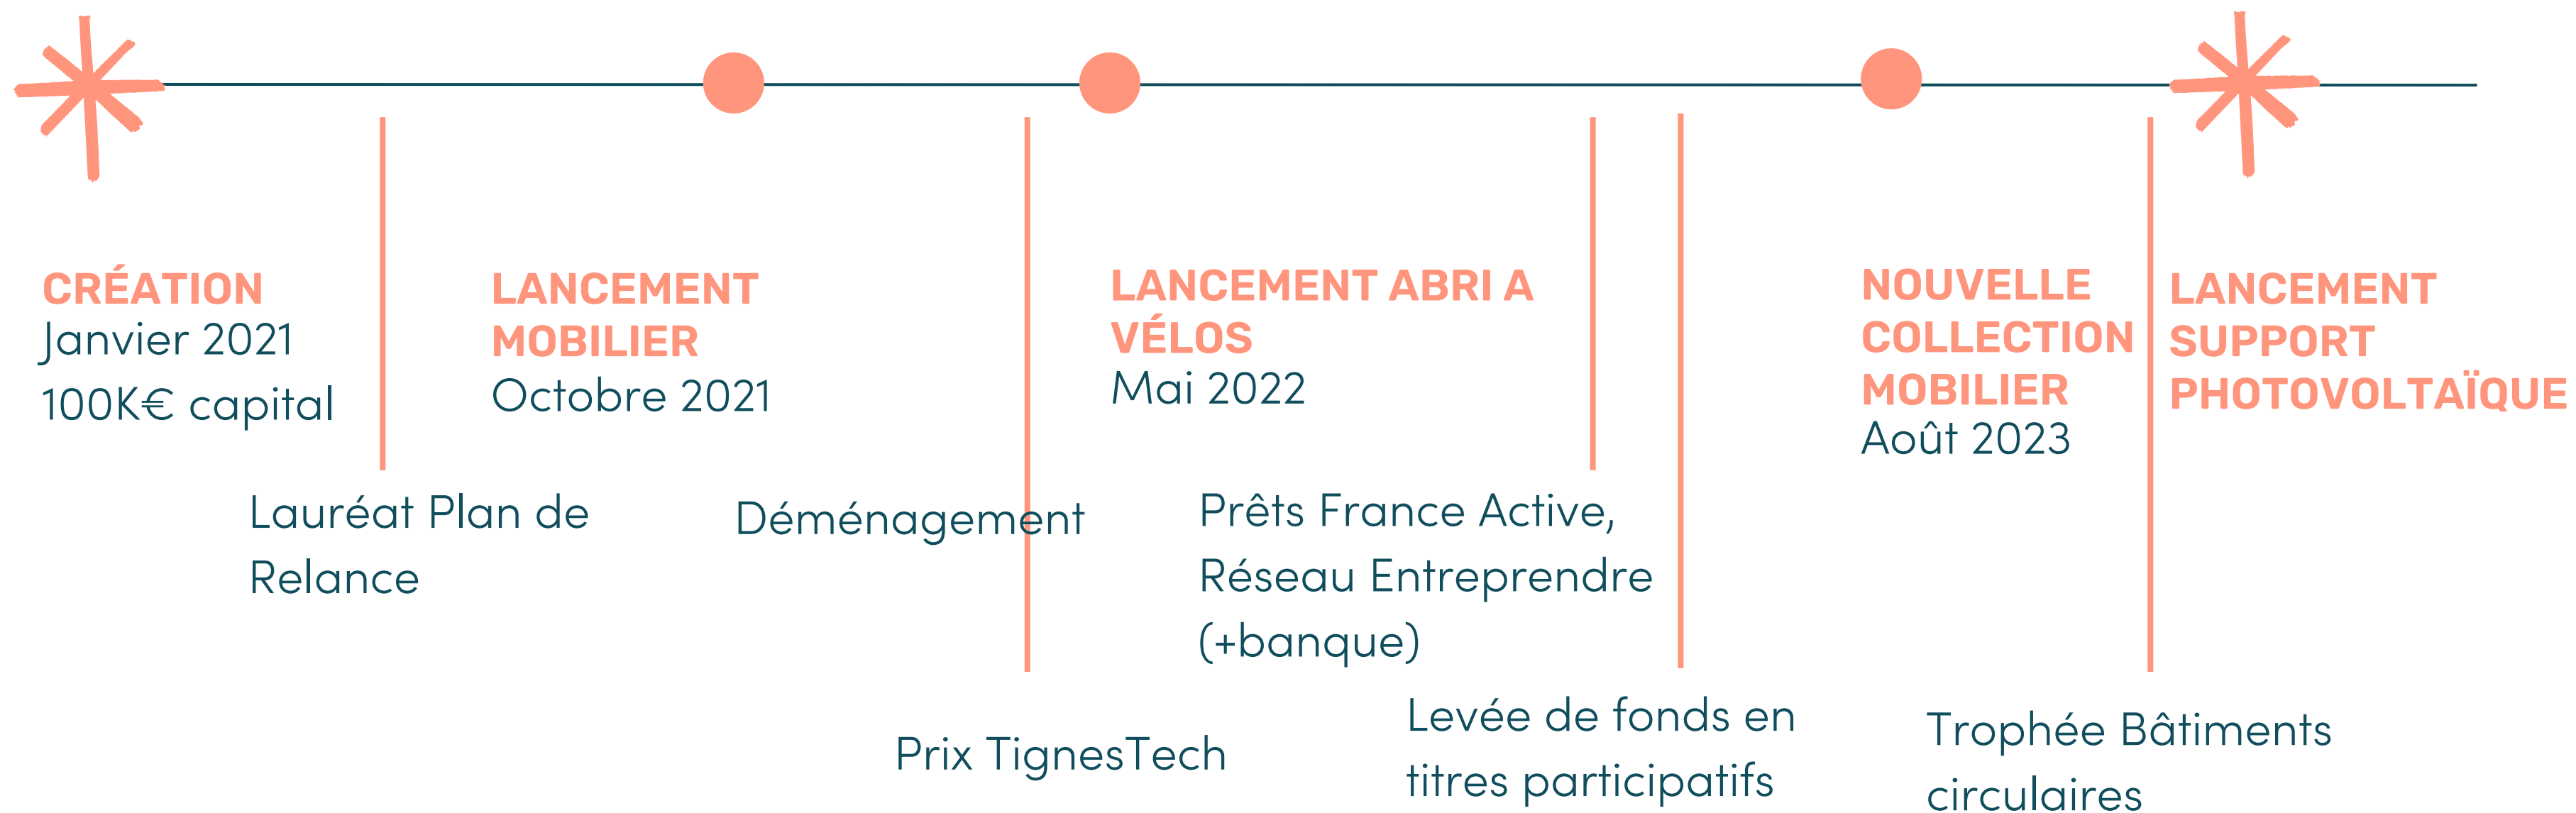 CRÉATION
Janvier 2021
100K€ capital
Lauréat Plan de
Relance
LANCEMENT
MOBILIER
Octobre 2021
Déménagement
Prix TignesTech
LANCEMENT ABRI A
VÉLOS
Mai 2022
Prêts France Active,
Réseau Entreprendre
(+banque)
Levée de fonds en
titres participatifs
NOUVELLE
COLLECTION
MOBILIER
Août 2023
Trophée Bâtiments
circulaires
LANCEMENT
SUPPORT
PHOTOVOLTAÏQUE